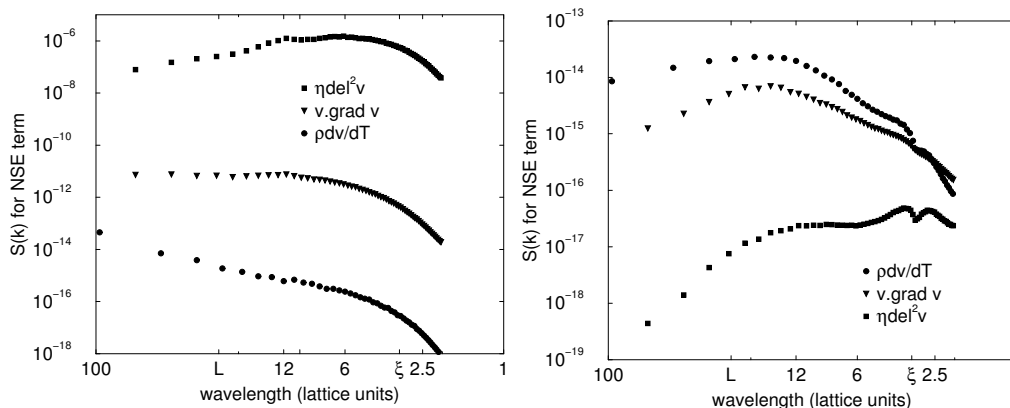 S(k) for NSE term
10⁻⁶
10⁻⁸
10⁻¹⁰
10⁻¹²
10⁻¹⁴
10⁻¹⁶
10⁻¹⁸
ηdel²v
v.grad v
ρdv/dT
100 L 12 6 ξ 2.5 1
wavelength (lattice units)
S(k) for NSE term
10⁻¹³
10⁻¹⁴
10⁻¹⁵
10⁻¹⁶
10⁻¹⁷
10⁻¹⁸
10⁻¹⁹
ρdv/dT
v.grad v
ηdel²v
100 L 12 6 ξ 2.5
wavelength (lattice units)